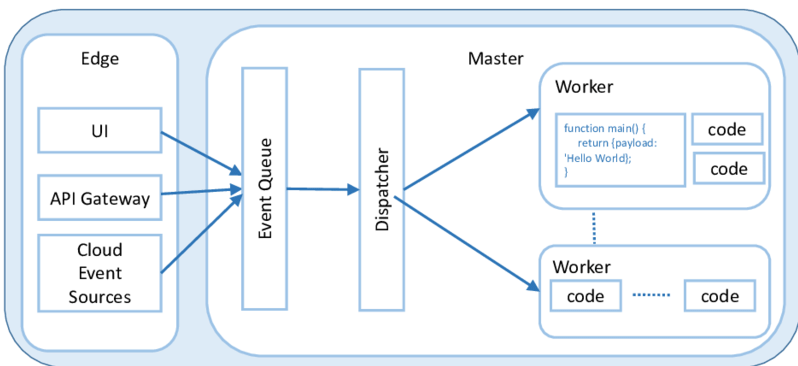 Edge
UI
API Gateway
Cloud
Event
Sources
Master
Event Queue
Dispatcher
Worker
function main() {
return {payload:
'Hello World};
}
code
code
Worker
code
code